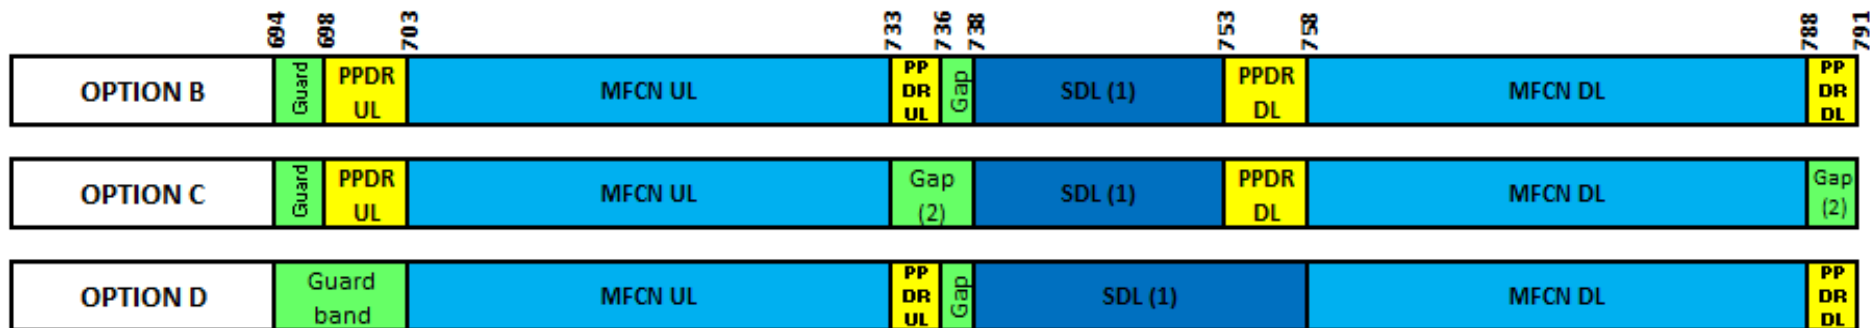 694 698 703 733 736 738 753 758 788 791
OPTION B Guard PPDR UL MFCN UL PP DR UL Gap SDL (1) PPDR DL MFCN DL PP DR DL
OPTION C Guard PPDR UL MFCN UL Gap (2) SDL (1) PPDR DL MFCN DL Gap (2)
OPTION D Guard band MFCN UL PP DR UL Gap SDL (1) MFCN DL PP DR DL